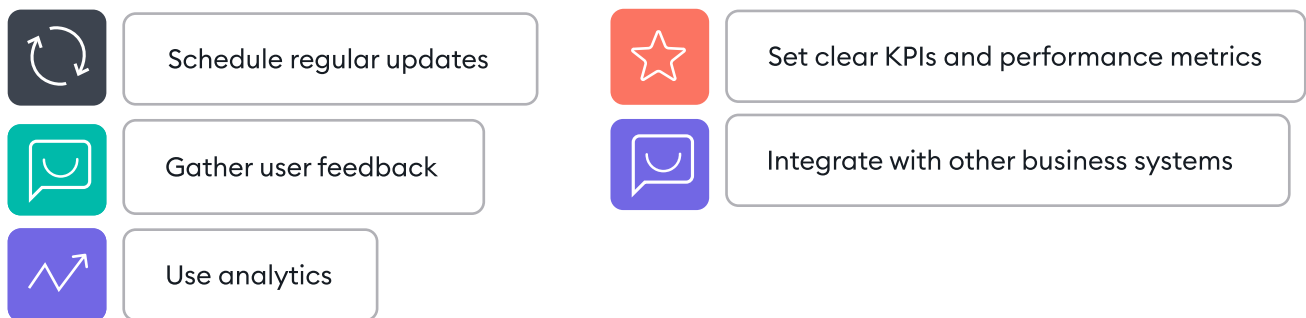 Schedule regular updates
Gather user feedback
Use analytics
Set clear KPIs and performance metrics
Integrate with other business systems